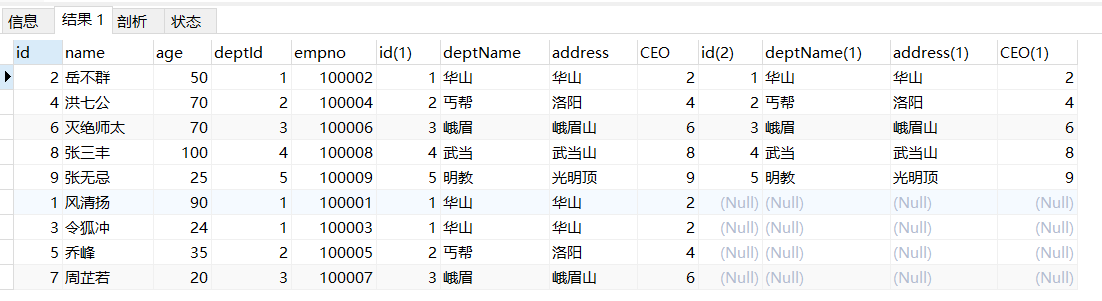 信息 结果 1 剖析 状态
id name age deptId empno id(1) deptName address CEO id(2) deptName(1) address(1) CEO(1)
2 岳不群 50 1 100002 1 华山 华山 2 1 华山 华山 2
4 洪七公 70 2 100004 2 丐帮 洛阳 4 2 丐帮 洛阳 4
6 灭绝师太 70 3 100006 3 峨眉 峨眉山 6 3 峨眉 峨眉山 6
8 张三丰 100 4 100008 4 武当 武当山 8 4 武当 武当山 8
9 张无忌 25 5 100009 5 明教 光明顶 9 5 明教 光明顶 9
1 风清扬 90 1 100001 1 华山 华山 2 (Null) (Null) (Null) (Null)
3 令狐冲 24 1 100003 1 华山 华山 2 (Null) (Null) (Null) (Null)
5 乔峰 35 2 100005 2 丐帮 洛阳 4 (Null) (Null) (Null) (Null)
7 周芷若 20 3 100007 3 峨眉 峨眉山 6 (Null) (Null) (Null) (Null)